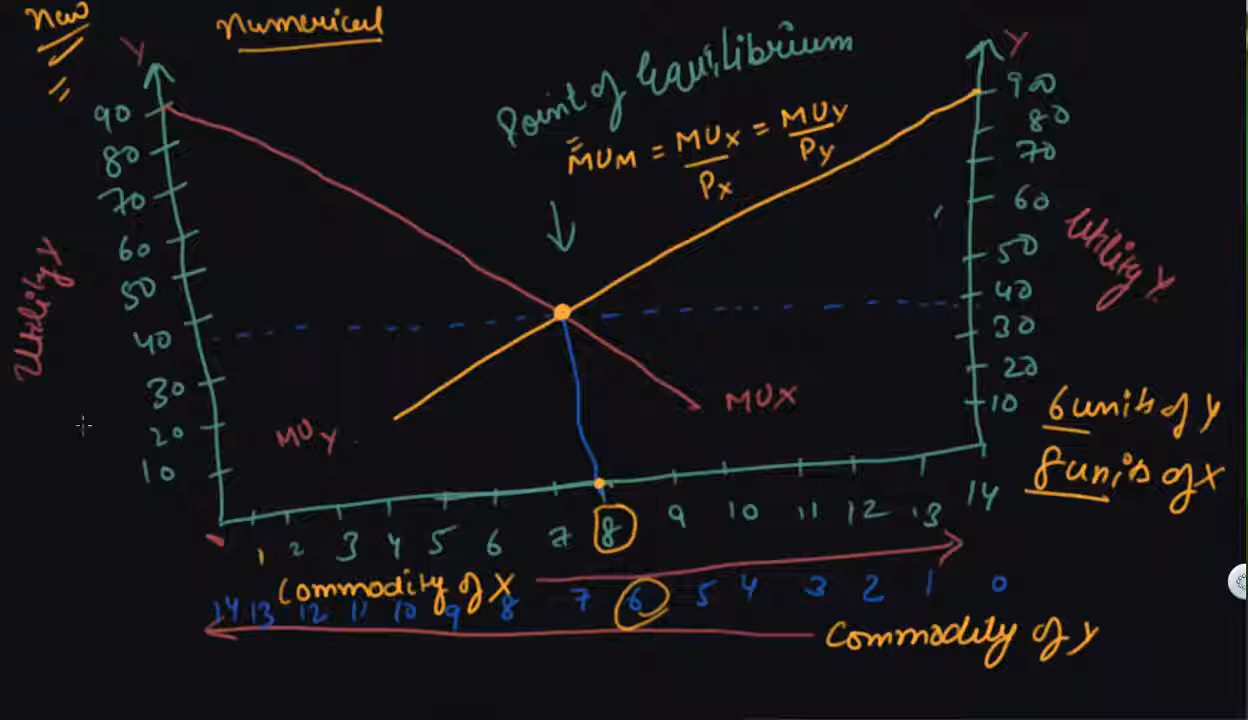 New
Numerical
Point of Equilibrium
MUM = MUX / PX = MUY / PY
Y
90
80
70
60
50
40
30
20
10
Utility X
Y
90
80
70
60
50
40
30
20
10
Utility Y
MUY
MUX
6 units of Y
8 units of X
1 2 3 4 5 6 7 8 9 10 11 12 13 14
Commodity of X
14 13 12 11 10 9 8 7 6 5 4 3 2 1 0
Commodity of Y